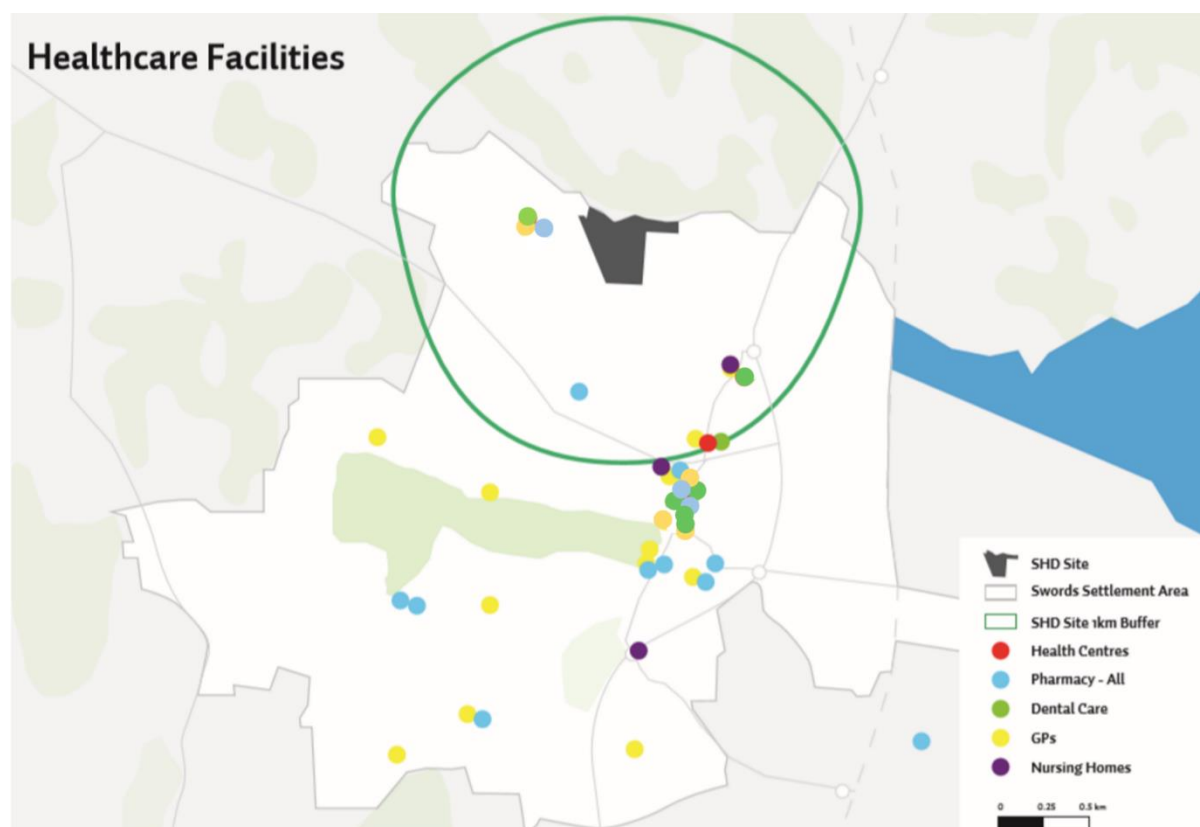 Healthcare Facilities
SHD Site
Swords Settlement Area
SHD Site 1km Buffer
Health Centres
Pharmacy - All
Dental Care
GPs
Nursing Homes
0 0.25 0.5 km